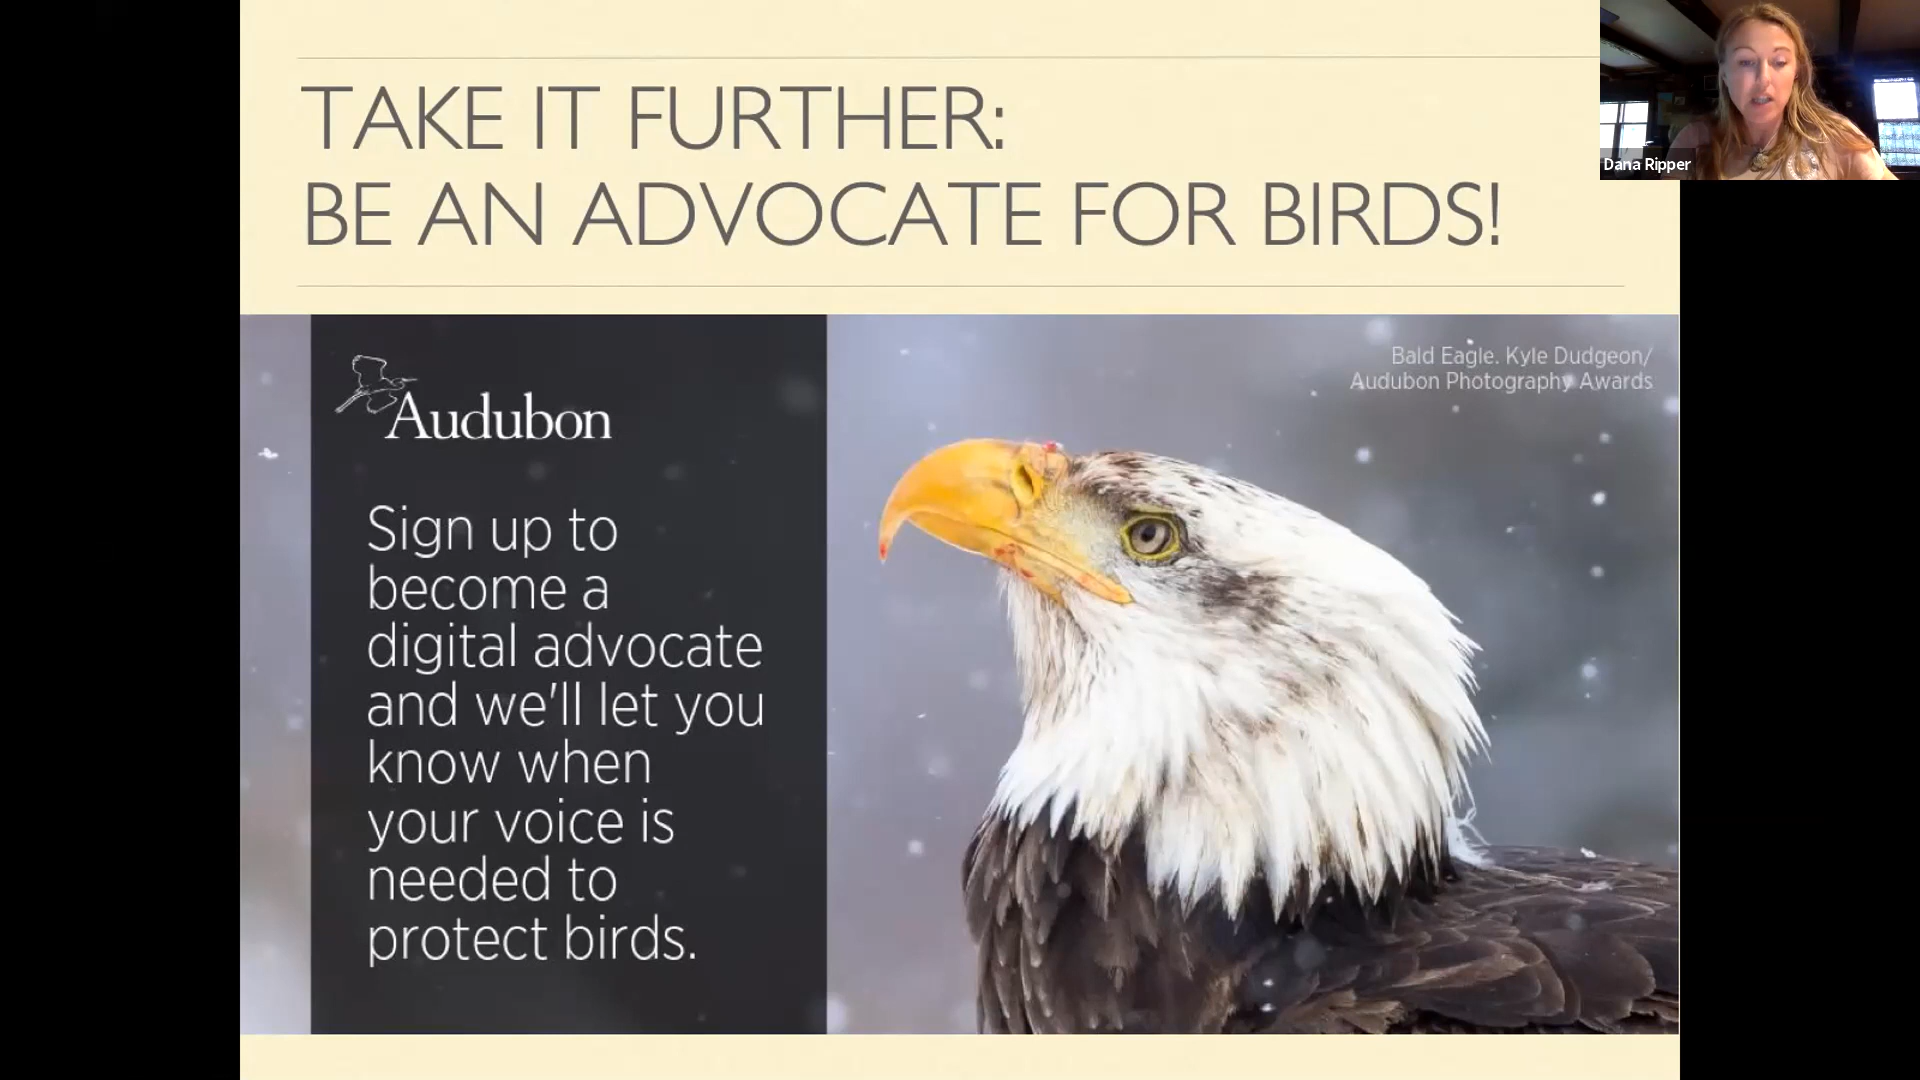 TAKE IT FURTHER:
BE AN ADVOCATE FOR BIRDS!
Dana Ripper
Audubon
Sign up to
become a
digital advocate
and we'll let you
know when
your voice is
needed to
protect birds.
Bald Eagle. Kyle Dudgeon/
Audubon Photography Awards